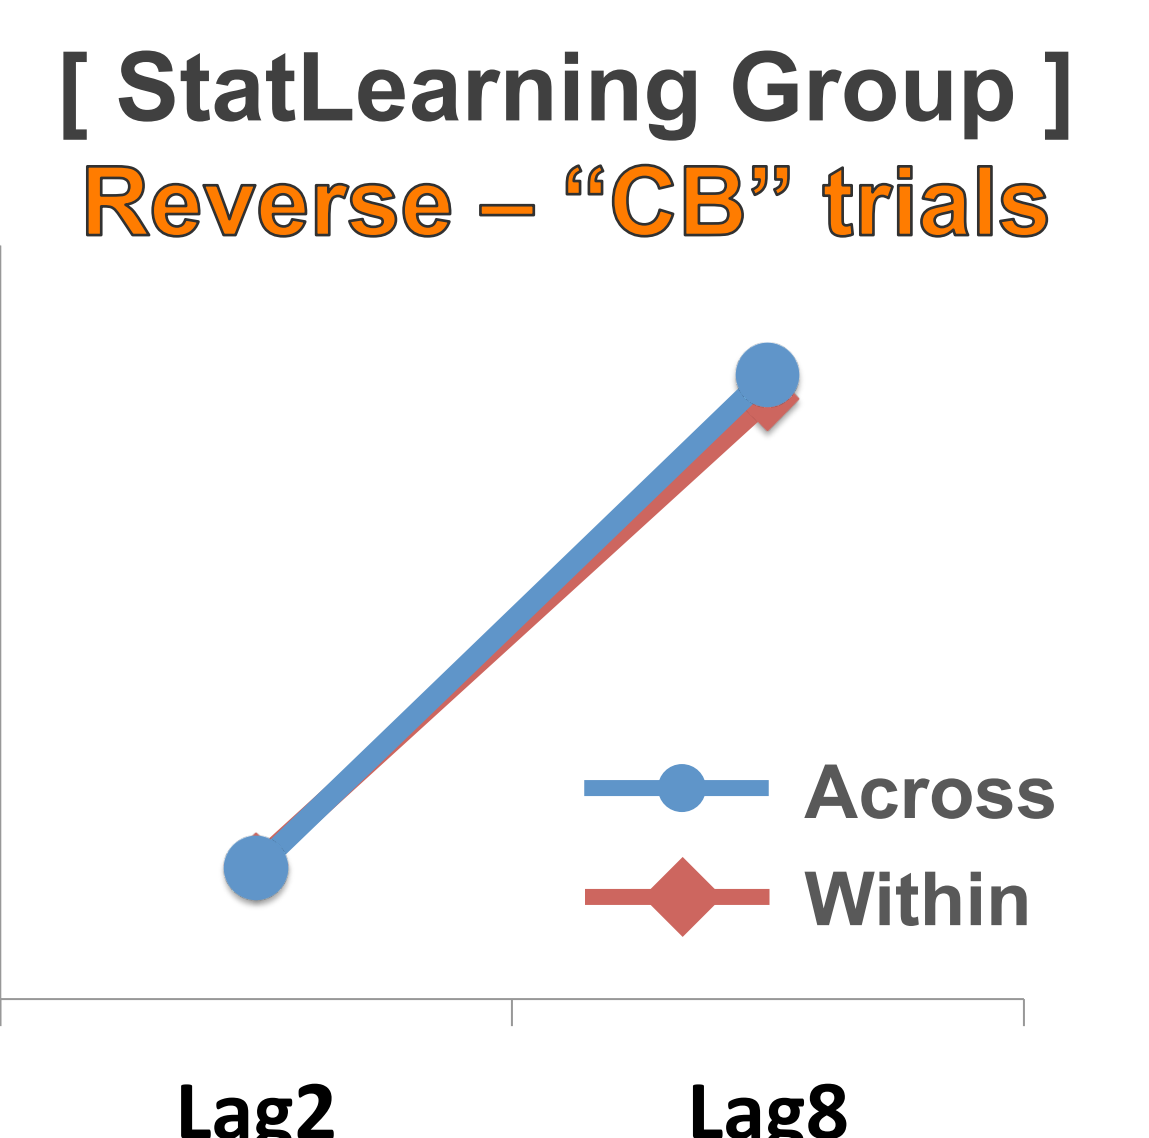 [ StatLearning Group ]
Reverse – “CB” trials
Across
Within
Lag2
Lag8